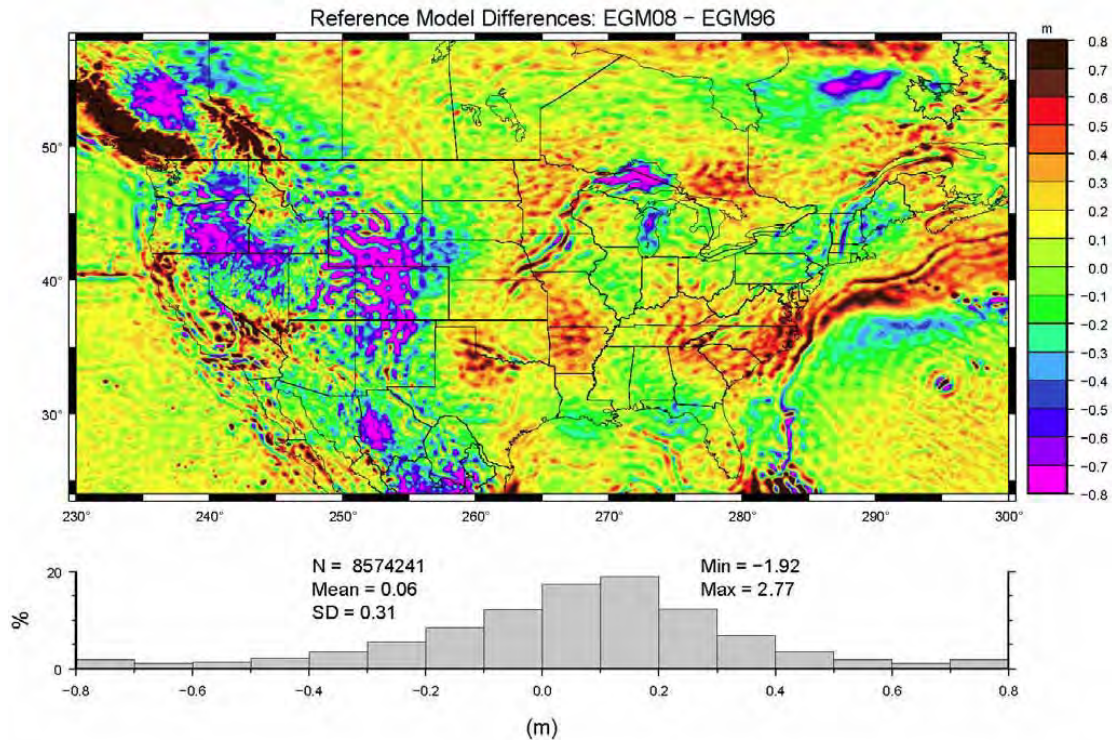 Reference Model Differences: EGM08 − EGM96
m
0.8
0.7
0.6
0.5
0.4
0.3
0.2
0.1
0.0
−0.1
−0.2
−0.3
−0.4
−0.5
−0.6
−0.7
−0.8
50°
40°
30°
230° 240° 250° 260° 270° 280° 290° 300°
N = 8574241
Mean = 0.06
SD = 0.31
Min = −1.92
Max = 2.77
20
%
0
−0.8 −0.6 −0.4 −0.2 0.0 0.2 0.4 0.6 0.8
(m)